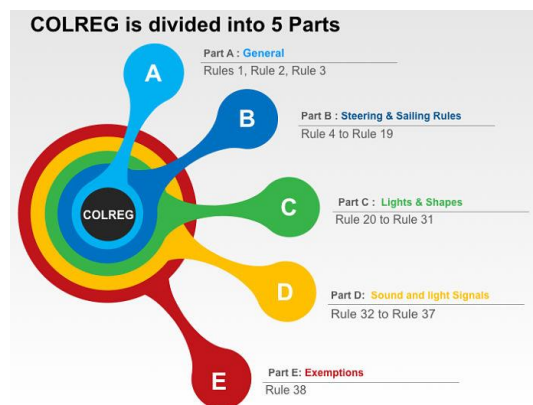 COLREG is divided into 5 Parts
A
Part A : General
Rules 1, Rule 2, Rule 3
B
Part B : Steering & Sailing Rules
Rule 4 to Rule 19
COLREG
C
Part C : Lights & Shapes
Rule 20 to Rule 31
D
Part D: Sound and light Signals
Rule 32 to Rule 37
E
Part E: Exemptions
Rule 38